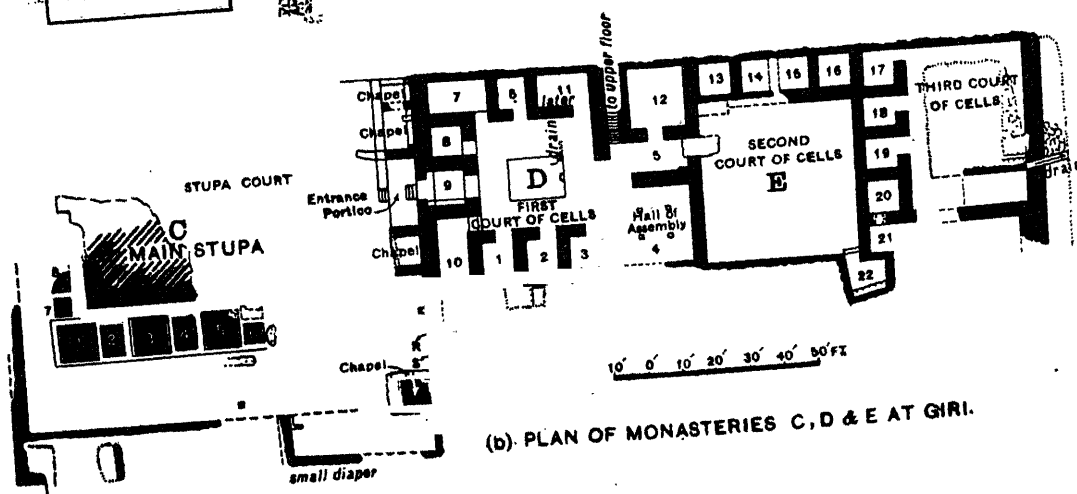 to upper floor
Chapel
7
6
11
later
drain
12
13
14
15
16
17
THIRD COURT
OF CELLS
Chapel
8
18
5
SECOND
COURT OF CELLS
E
19
drain
STUPA COURT
Entrance
Portico
9
D
FIRST
COURT OF CELLS
20
C
MAIN STUPA
Hall of
Assembly
4
21
Chapel
10
1
2
3
22
7
2
Chapel
10' 0' 10' 20' 30' 40' 50' FT
(b). PLAN OF MONASTERIES C, D & E AT GIRI.
small diaper